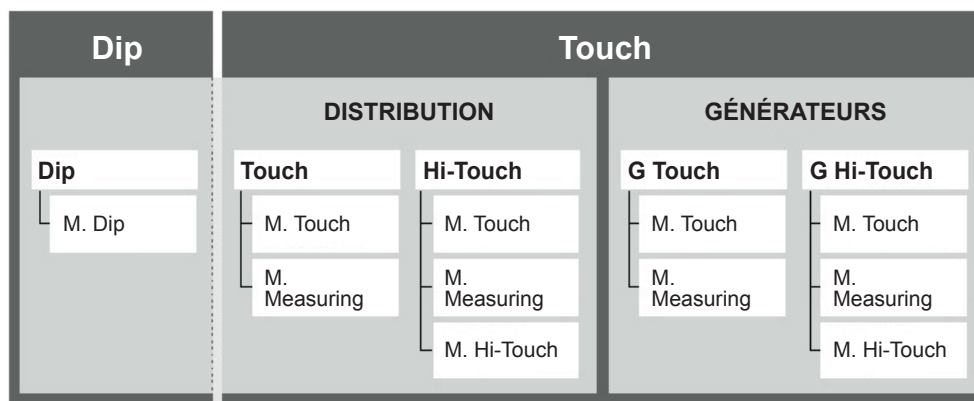 Dip
Touch
DISTRIBUTION
GÉNÉRATEURS
Dip
M. Dip
Touch
M. Touch
M.
Measuring
Hi-Touch
M. Touch
M.
Measuring
M. Hi-Touch
G Touch
M. Touch
M.
Measuring
G Hi-Touch
M. Touch
M.
Measuring
M. Hi-Touch